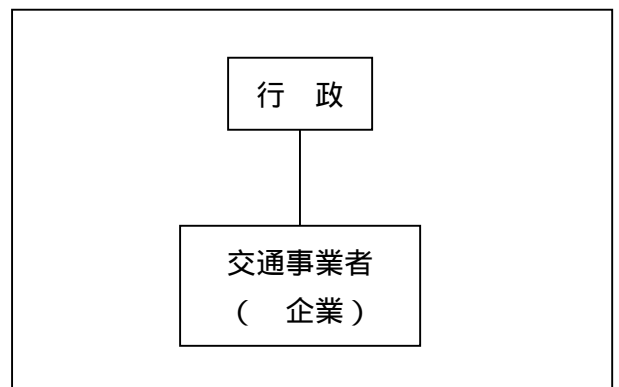 行　政
交通事業者
（　企業）